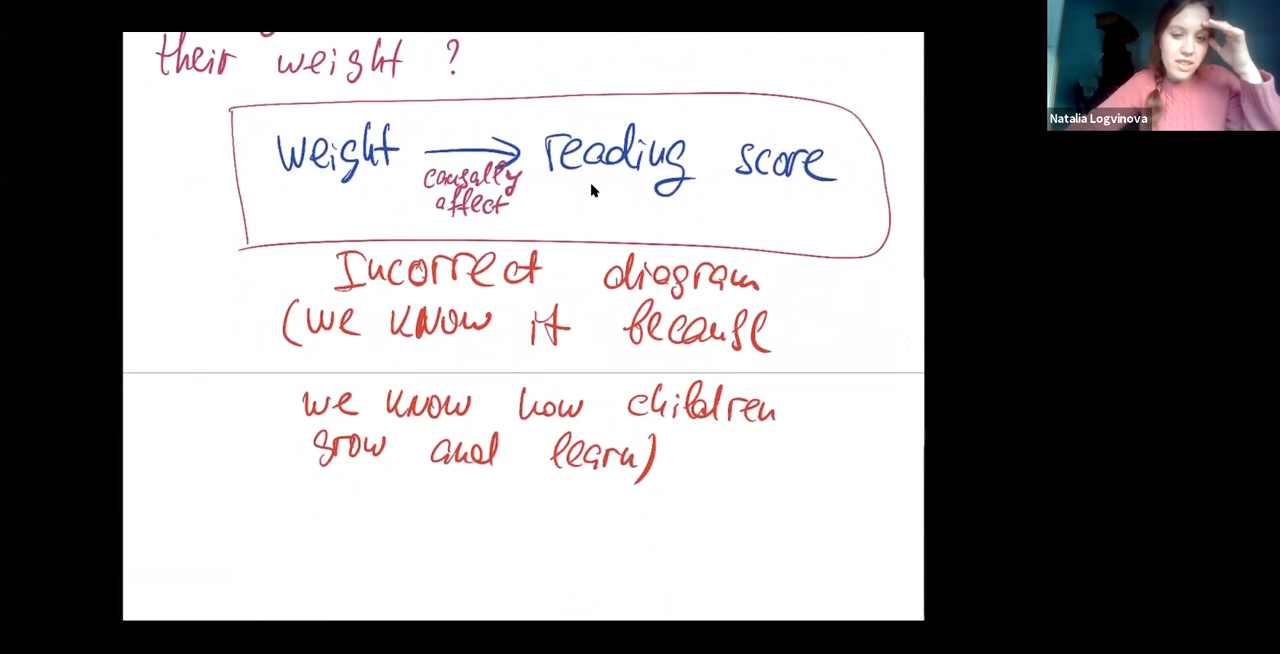 their weight ?
weight → reading score
causally
affect
Incorrect diagram
(we know it because
we know how children
grow and learn)
Natalia Logvinova